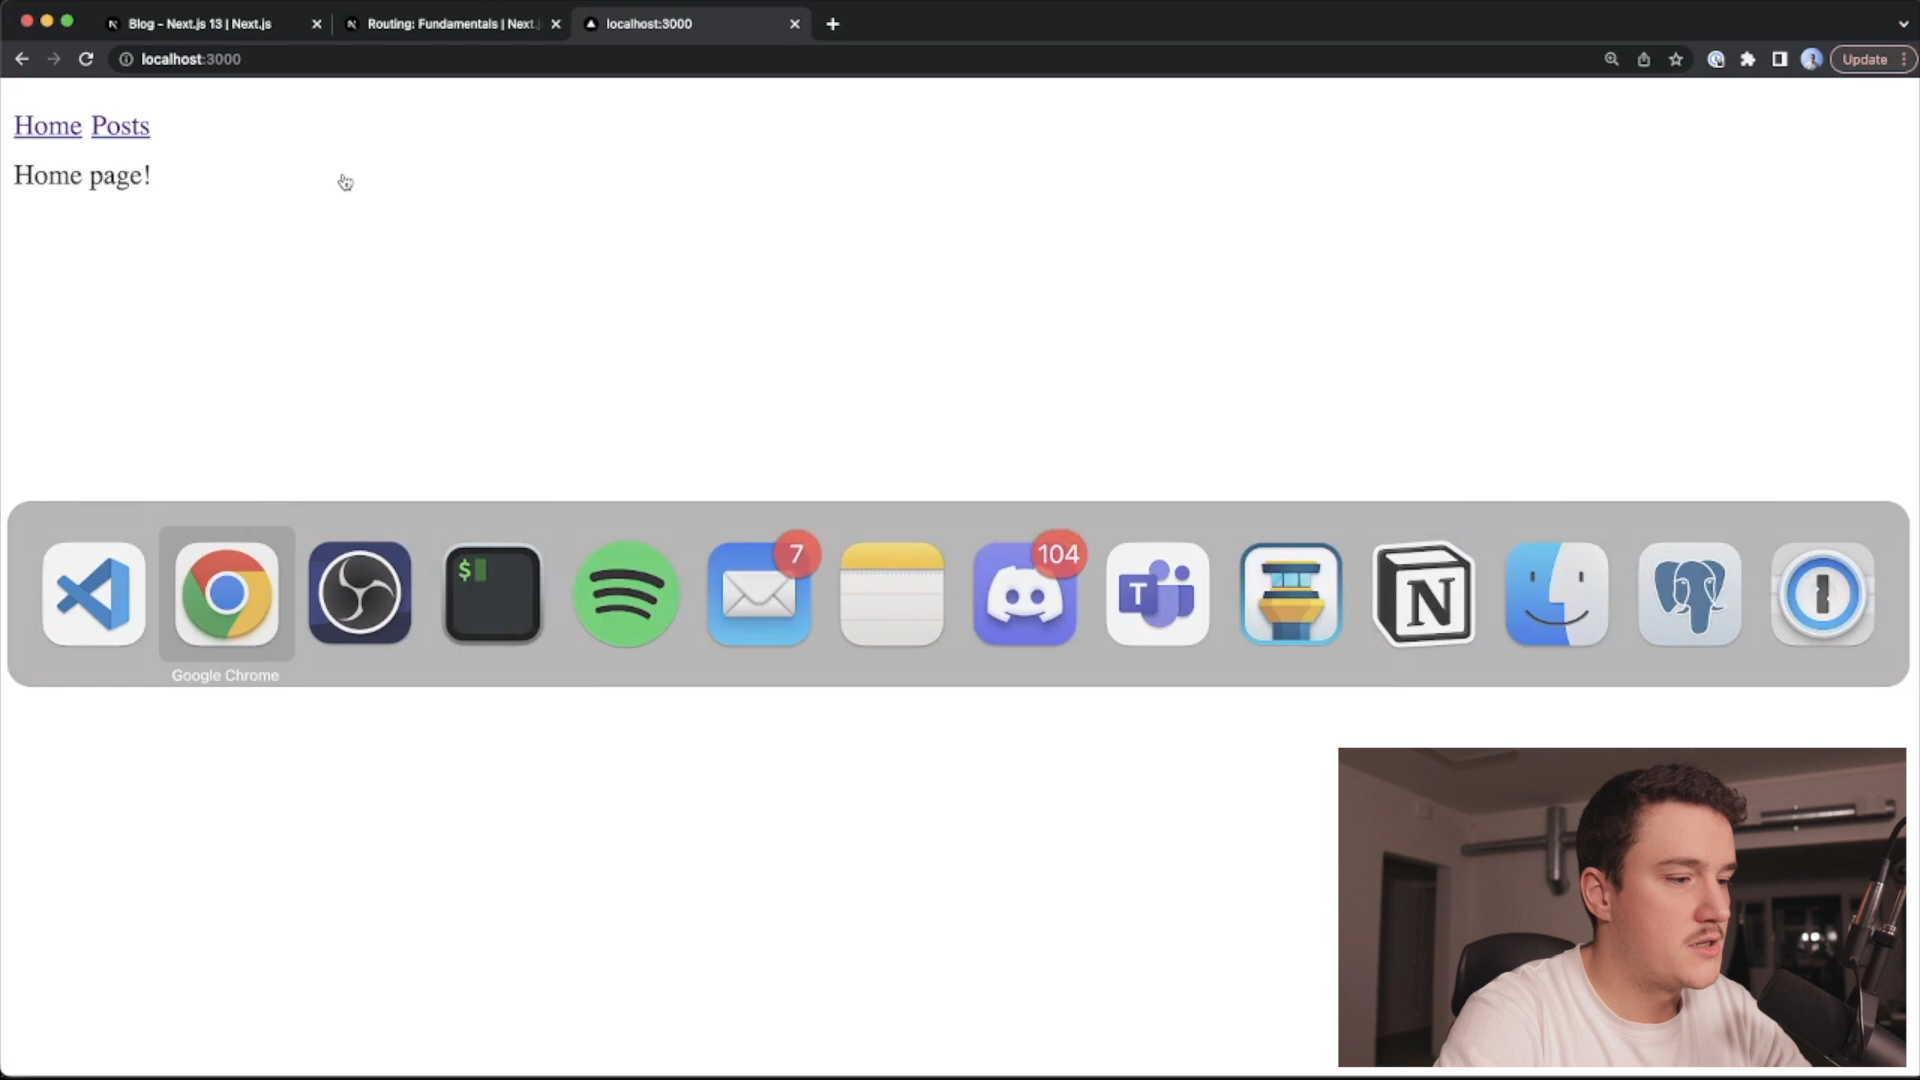 Blog - Next.js 13 | Next.js
Routing: Fundamentals | Next.j
localhost:3000
localhost:3000
Update
Home Posts
Home page!
$
7
104
T
N
Google Chrome